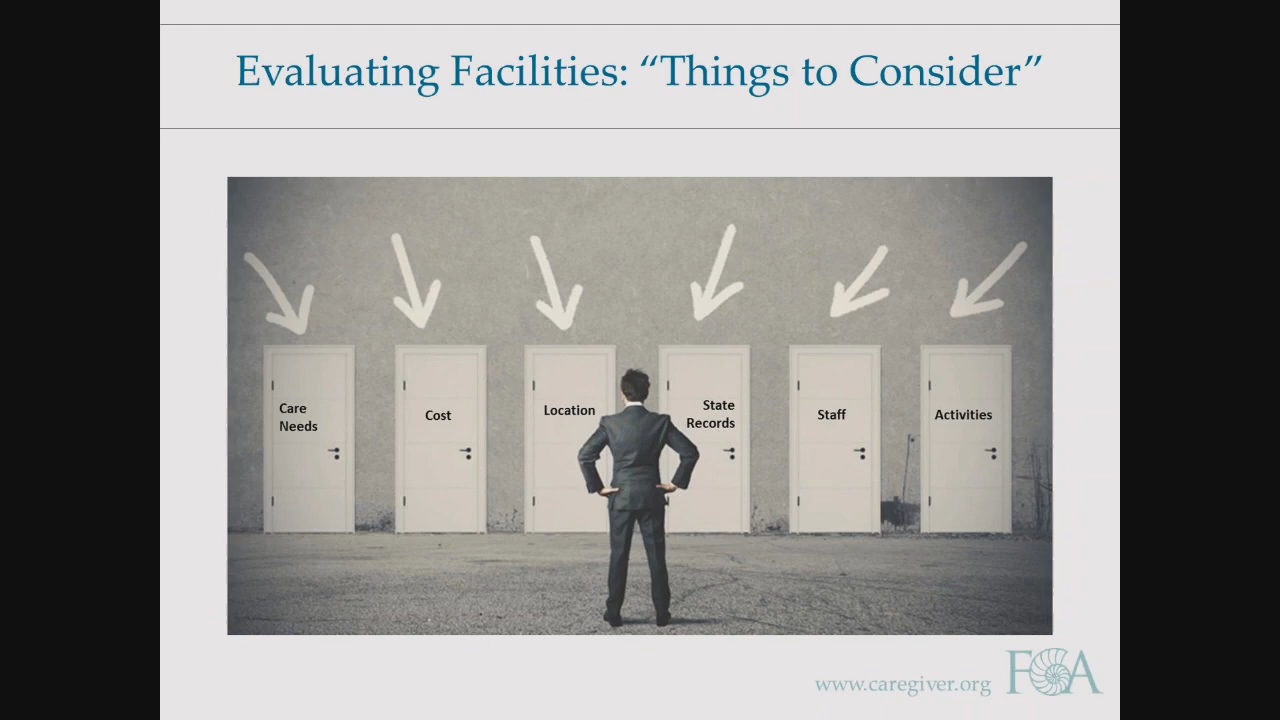 Evaluating Facilities: “Things to Consider”
Care
Needs
Cost
Location
State
Records
Staff
Activities
www.caregiver.org
FCA